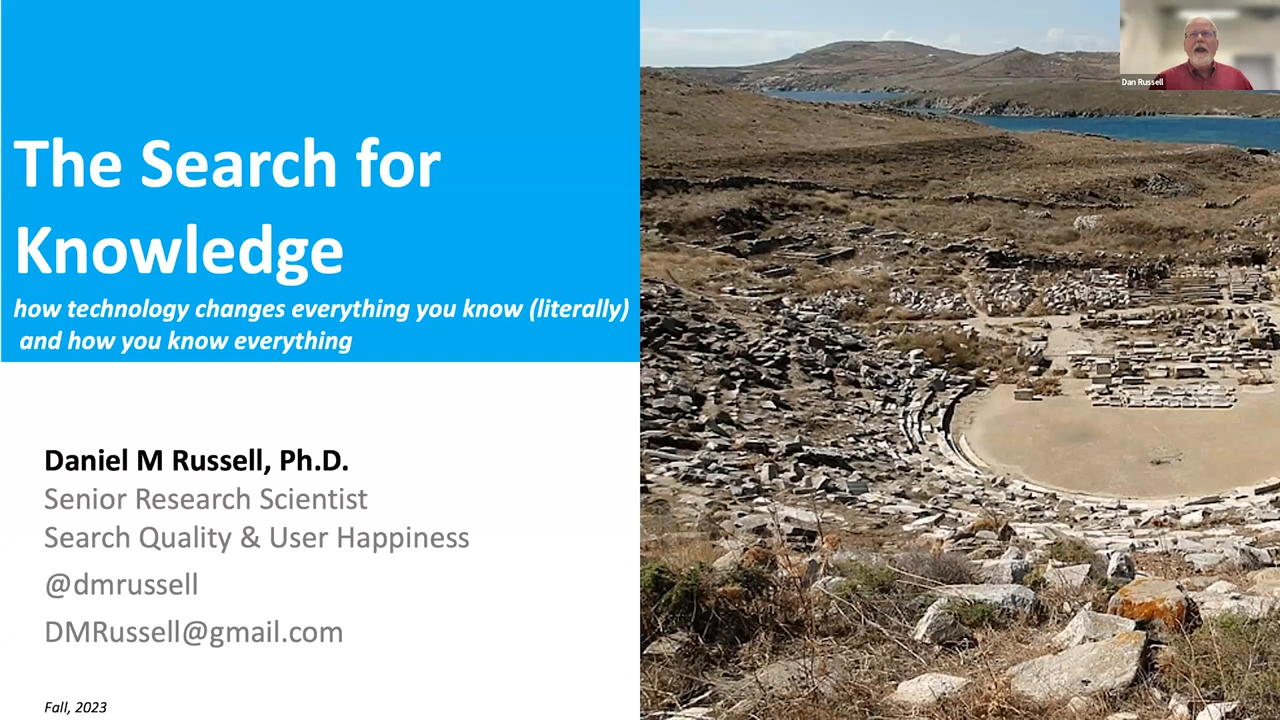 The Search for
Knowledge
how technology changes everything you know (literally)
and how you know everything
Daniel M Russell, Ph.D.
Senior Research Scientist
Search Quality & User Happiness
@dmrussell
DMRussell@gmail.com
Fall, 2023
Dan Russell